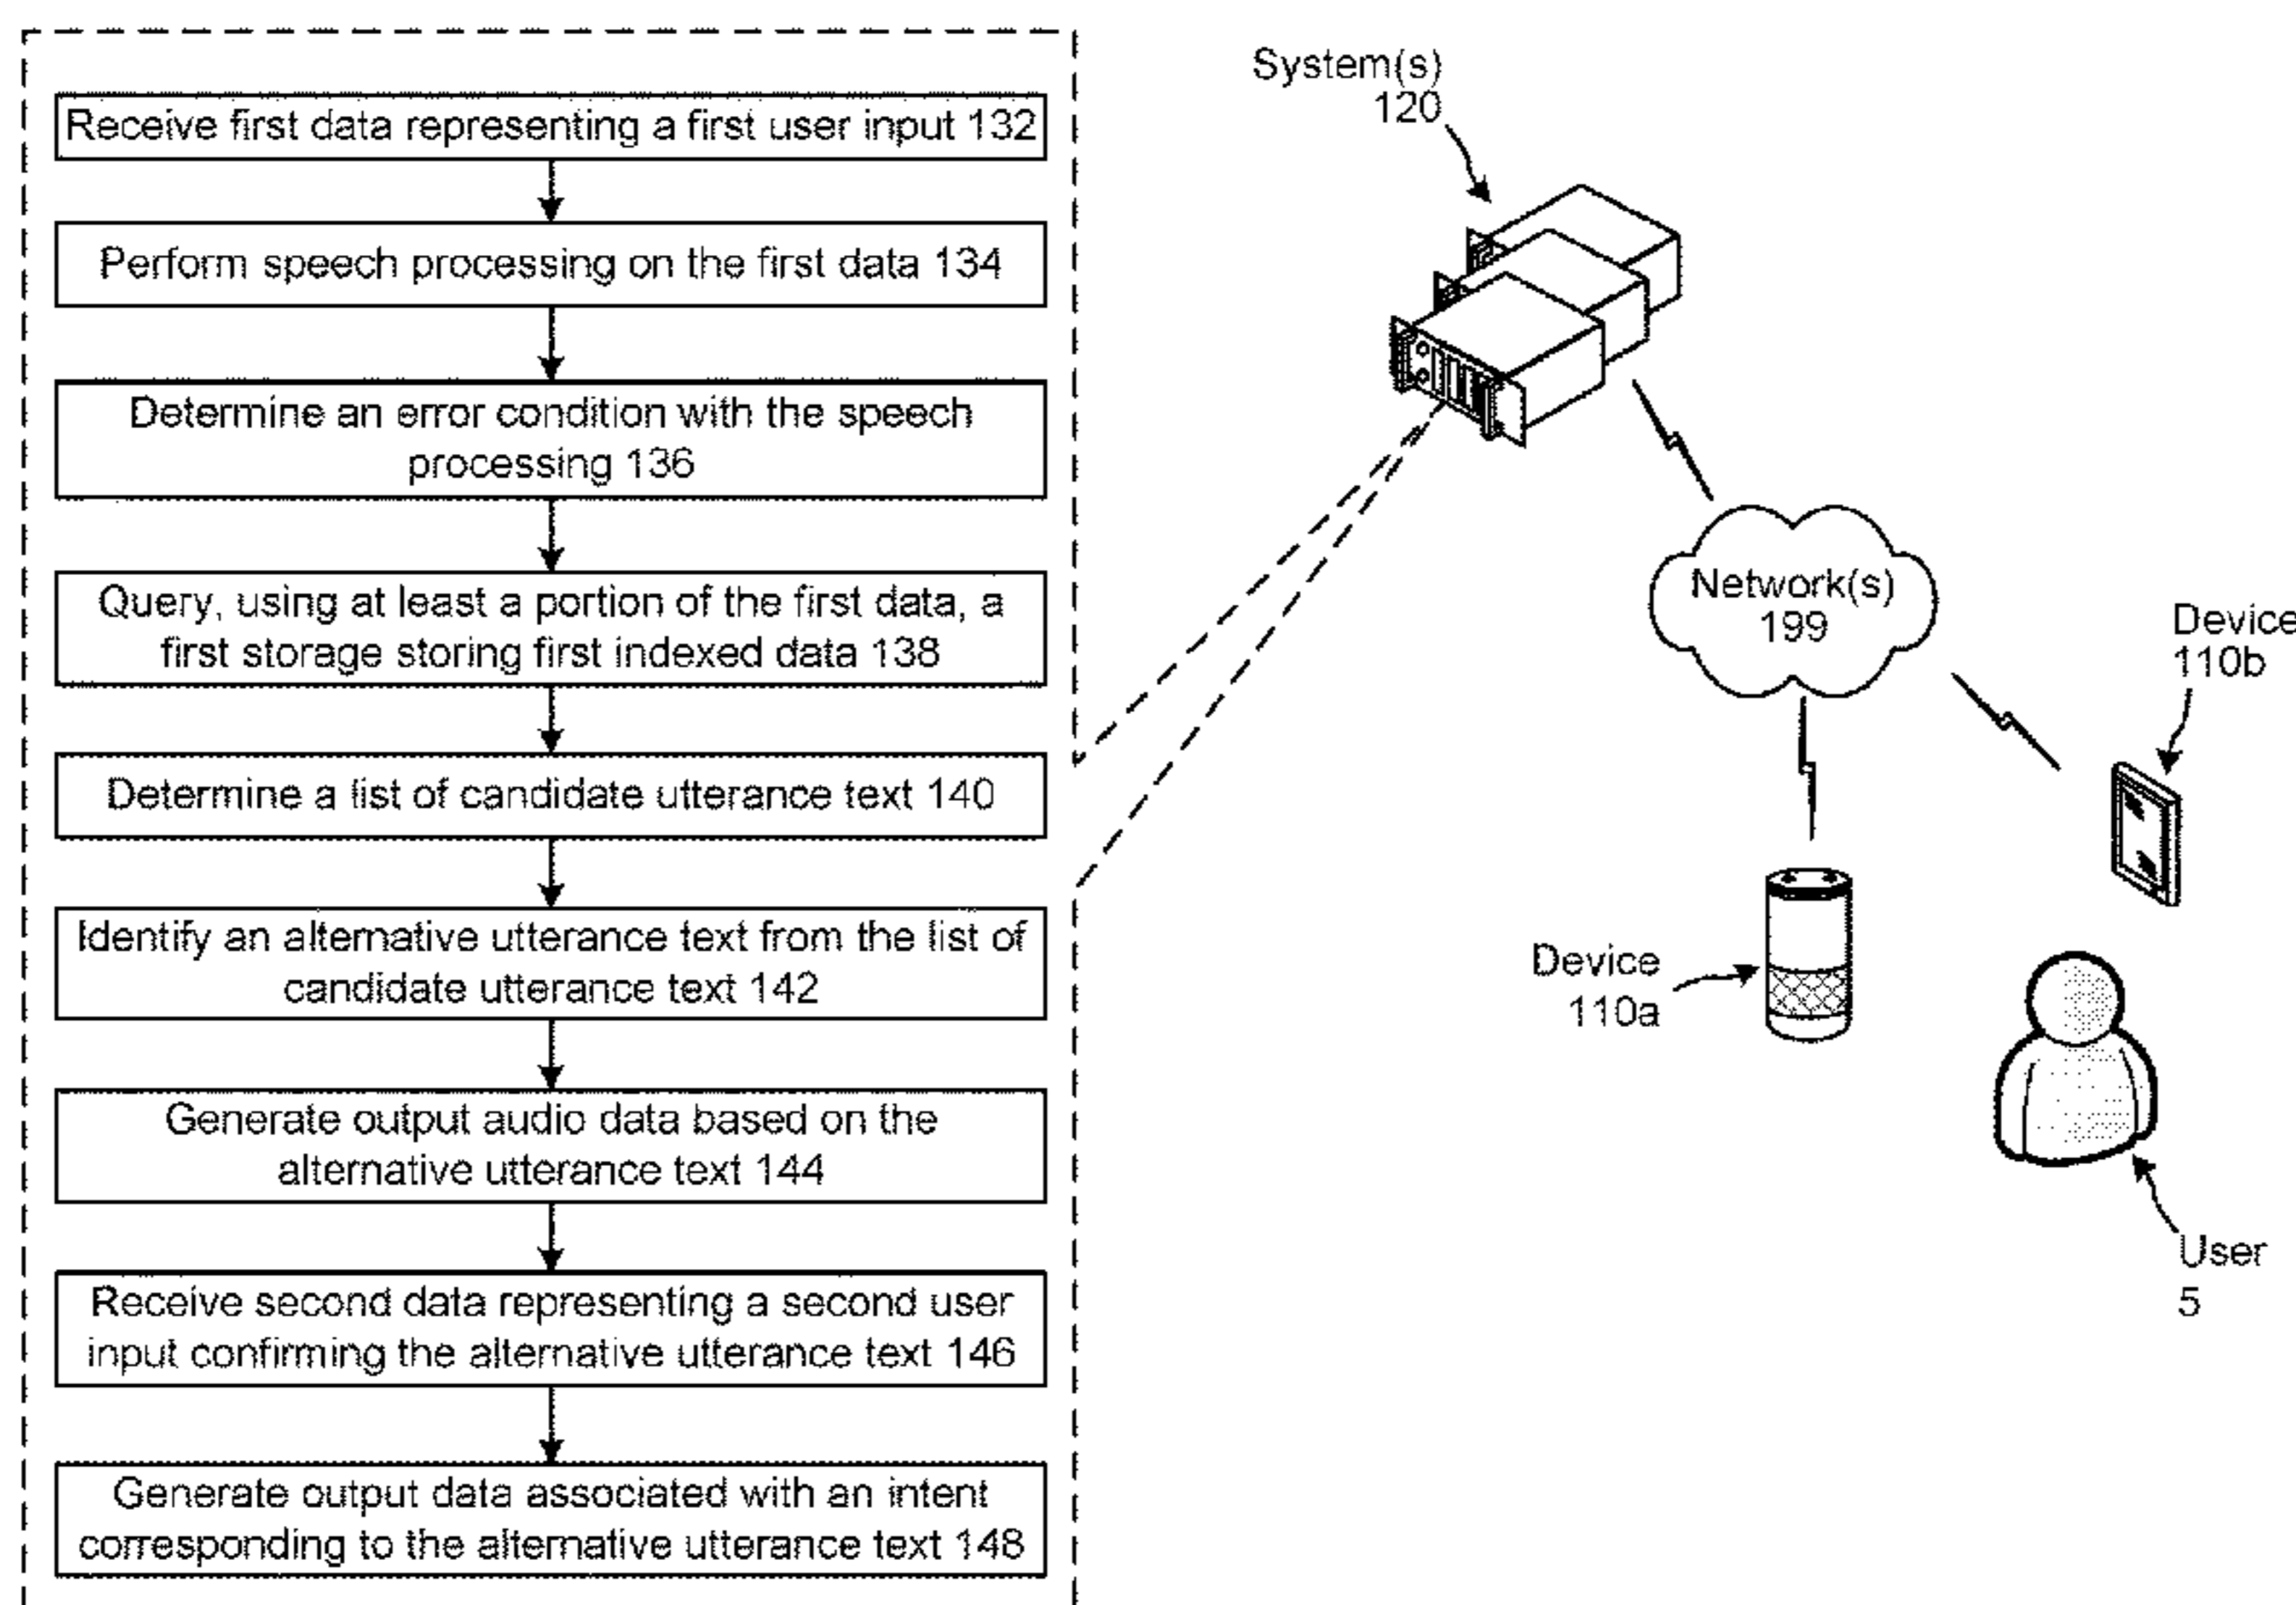 Receive first data representing a first user input 132
Perform speech processing on the first data 134
Determine an error condition with the speech
processing 136
Query, using at least a portion of the first data, a
first storage storing first indexed data 138
Determine a list of candidate utterance text 140
Identify an alternative utterance text from the list of
candidate utterance text 142
Generate output audio data based on the
alternative utterance text 144
Receive second data representing a second user
input confirming the alternative utterance text 146
Generate output data associated with an intent
corresponding to the alternative utterance text 148
System(s)
120
Network(s)
199
Device
110b
Device
110a
User
5